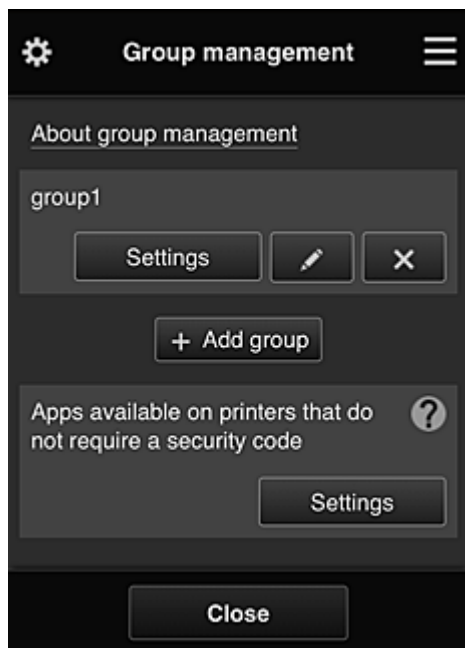 Group management
About group management
group1
Settings
+ Add group
Apps available on printers that do
not require a security code
?
Settings
Close